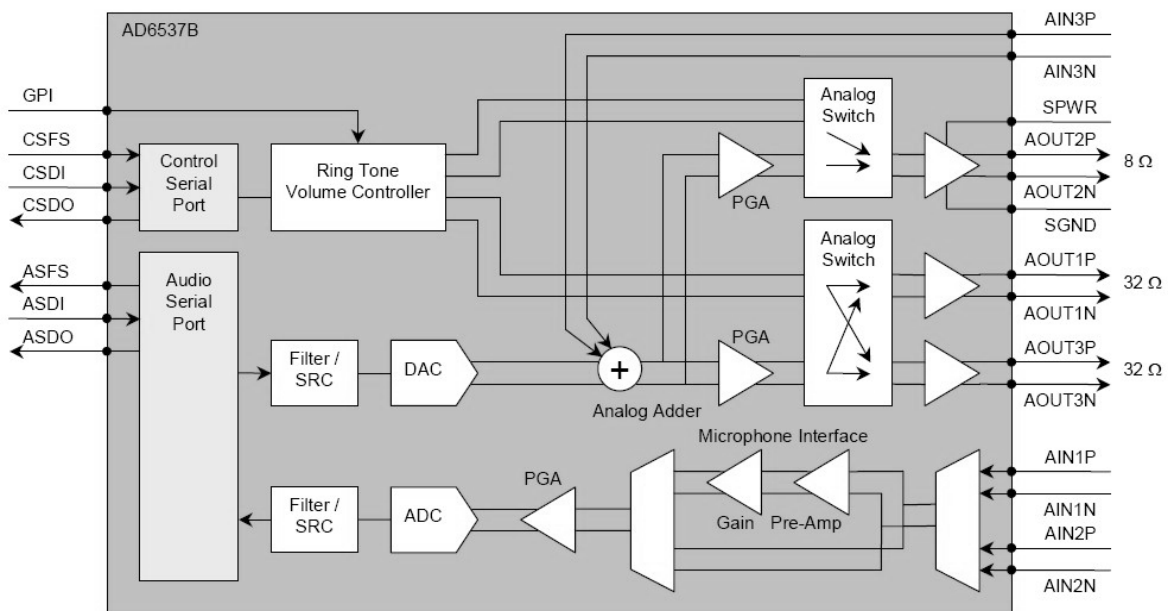 AD6537B
AIN3P
AIN3N
GPI
CSFS
CSDI
CSDO
Control
Serial
Port
Ring Tone
Volume Controller
PGA
Analog
Switch
SPWR
AOUT2P
8 Ω
AOUT2N
SGND
ASFS
ASDI
ASDO
Audio
Serial
Port
Analog
Switch
AOUT1P
32 Ω
AOUT1N
Filter /
SRC
DAC
+
Analog Adder
PGA
AOUT3P
32 Ω
AOUT3N
Microphone Interface
Filter /
SRC
ADC
PGA
Gain
Pre-Amp
AIN1P
AIN1N
AIN2P
AIN2N